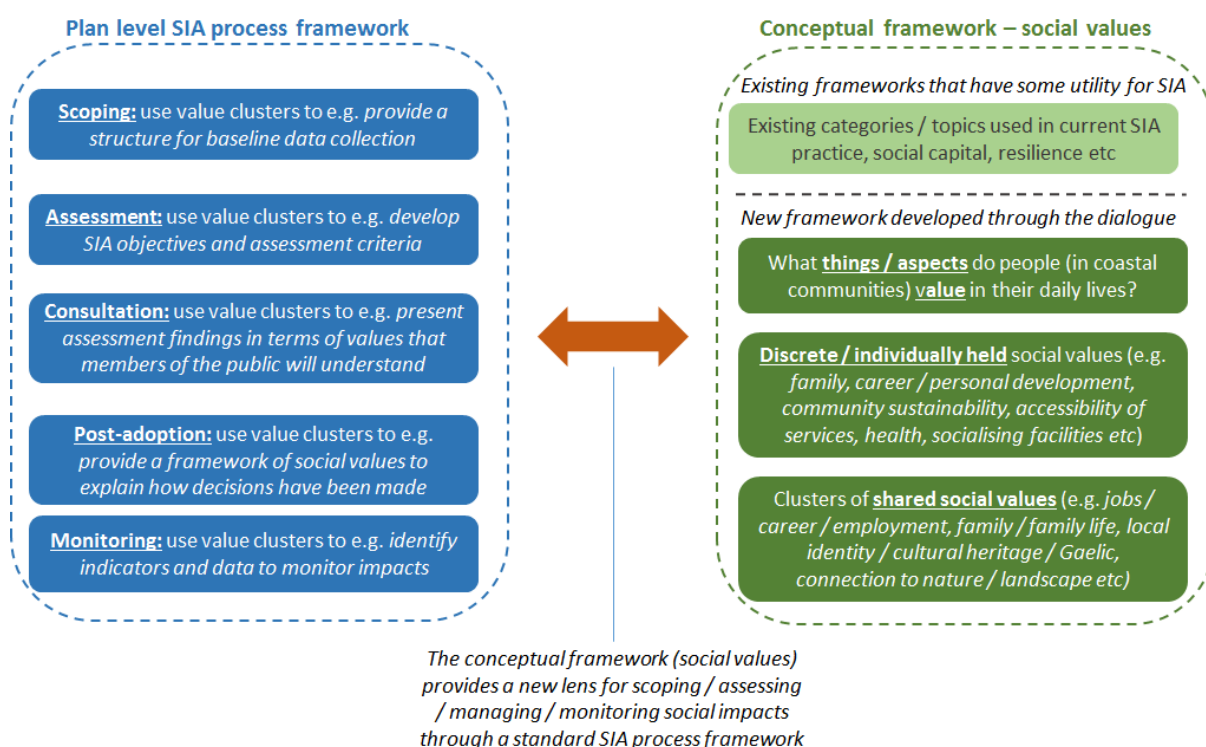 Plan level SIA process framework
Scoping: use value clusters to e.g. provide a
structure for baseline data collection
Assessment: use value clusters to e.g. develop
SIA objectives and assessment criteria
Consultation: use value clusters to e.g. present
assessment findings in terms of values that
members of the public will understand
Post-adoption: use value clusters to e.g.
provide a framework of social values to
explain how decisions have been made
Monitoring: use value clusters to e.g. identify
indicators and data to monitor impacts
Conceptual framework – social values
Existing frameworks that have some utility for SIA
Existing categories / topics used in current SIA
practice, social capital, resilience etc
New framework developed through the dialogue
What things / aspects do people (in coastal
communities) value in their daily lives?
Discrete / individually held social values (e.g.
family, career / personal development,
community sustainability, accessibility of
services, health, socialising facilities etc)
Clusters of shared social values (e.g. jobs /
career / employment, family / family life, local
identity / cultural heritage / Gaelic,
connection to nature / landscape etc)
The conceptual framework (social values)
provides a new lens for scoping / assessing
/ managing / monitoring social impacts
through a standard SIA process framework